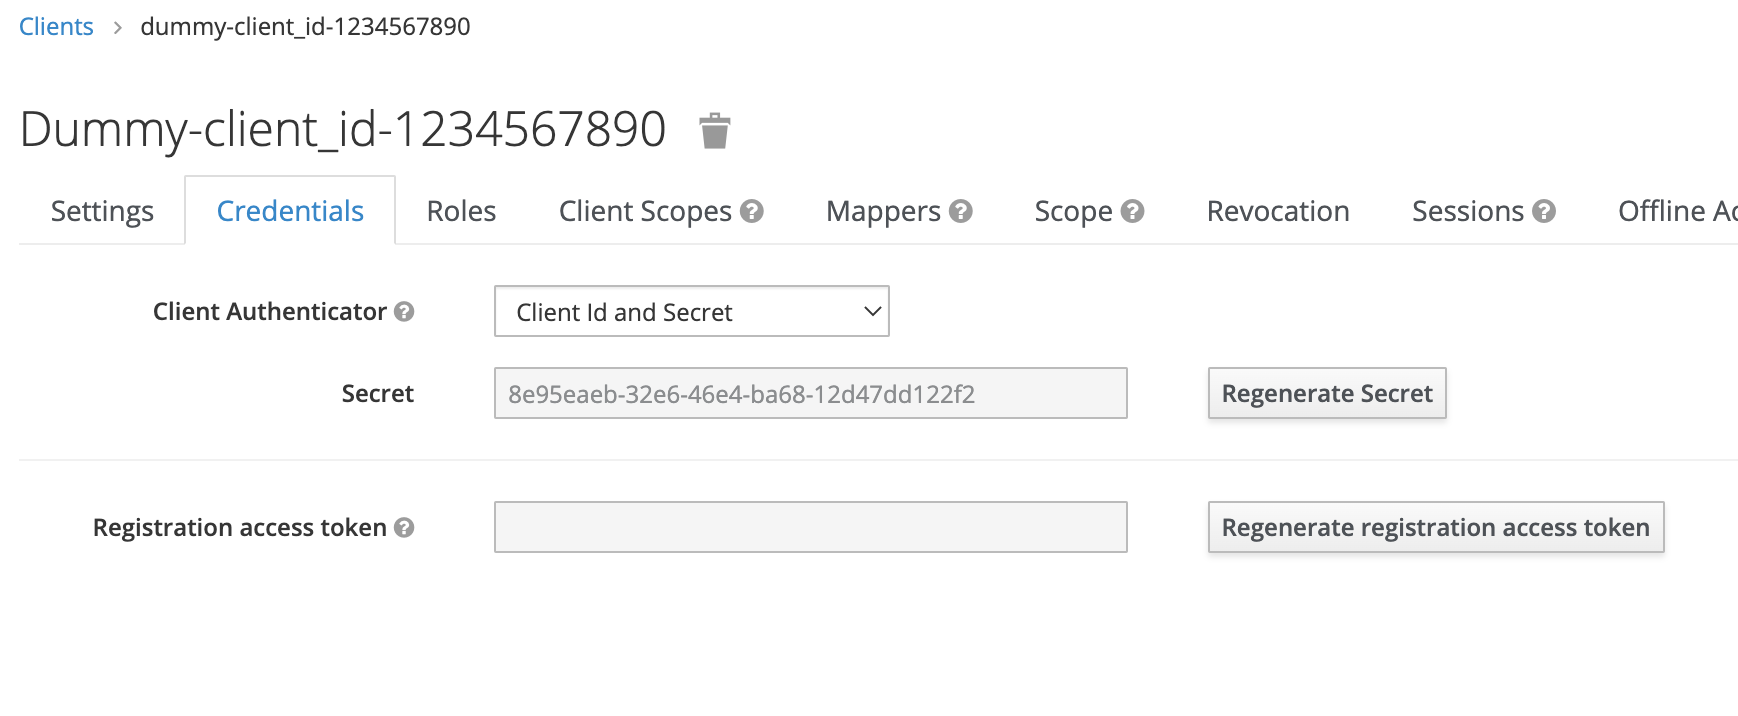 Clients > dummy-client_id-1234567890
Dummy-client_id-1234567890
Settings Credentials Roles Client Scopes Mappers Scope Revocation Sessions Offline Ac
Client Authenticator Client Id and Secret
Secret 8e95eaeb-32e6-46e4-ba68-12d47dd122f2 Regenerate Secret
Registration access token Regenerate registration access token